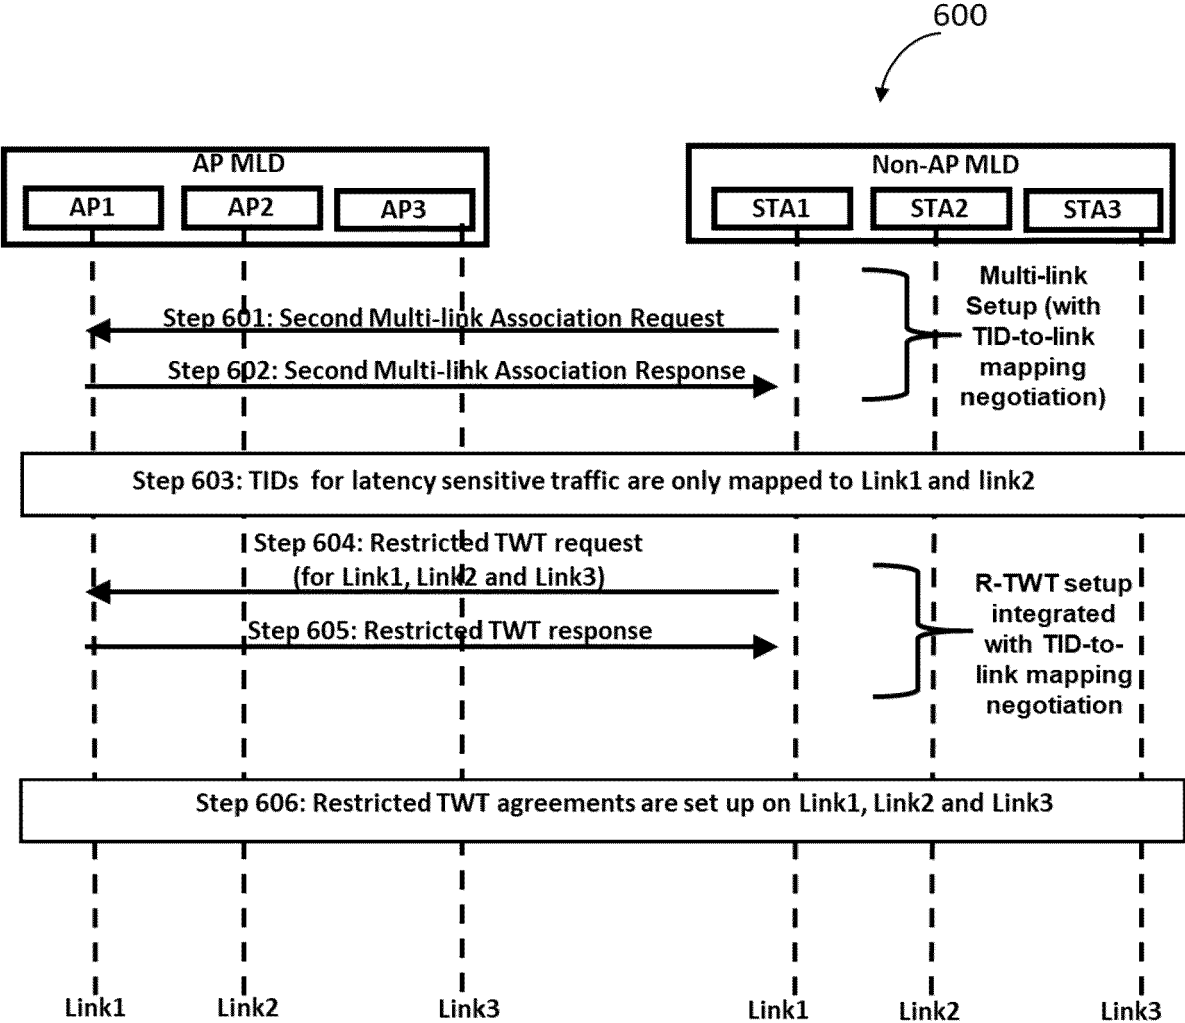 600
AP MLD
Non-AP MLD
AP1
AP2
AP3
STA1
STA2
STA3
Multi-link
Setup (with
TID-to-link
mapping
negotiation)
Step 601: Second Multi-link Association Request
Step 602: Second Multi-link Association Response
Step 603: TIDs for latency sensitive traffic are only mapped to Link1 and link2
Step 604: Restricted TWT request
(for Link1, Link2 and Link3)
Step 605: Restricted TWT response
R-TWT setup
integrated
with TID-to-
link mapping
negotiation
Step 606: Restricted TWT agreements are set up on Link1, Link2 and Link3
Link1
Link2
Link3
Link1
Link2
Link3